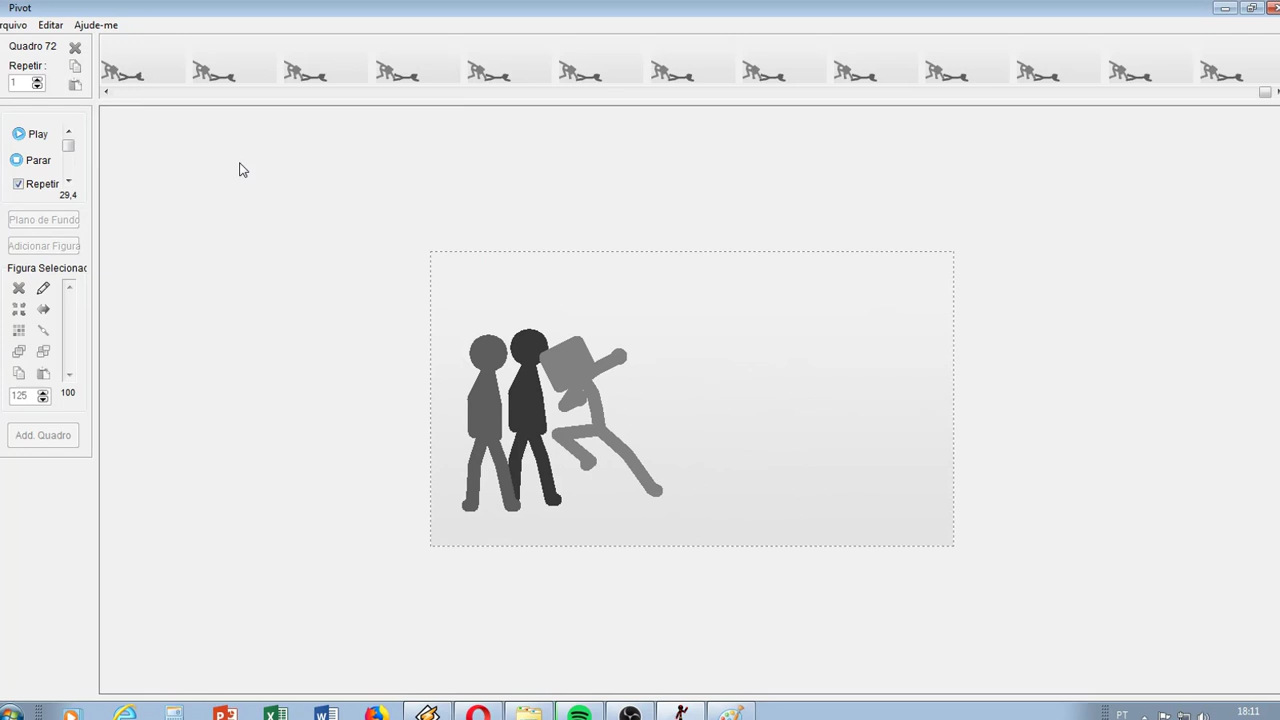 Pivot
rquivo Editar Ajude-me
Quadro 72
Repetir :
1
Play
Parar
Repetir
29,4
Plano de Fundo
Adicionar Figura
Figura Selecionac
125 100
Add. Quadro
PT 18:11